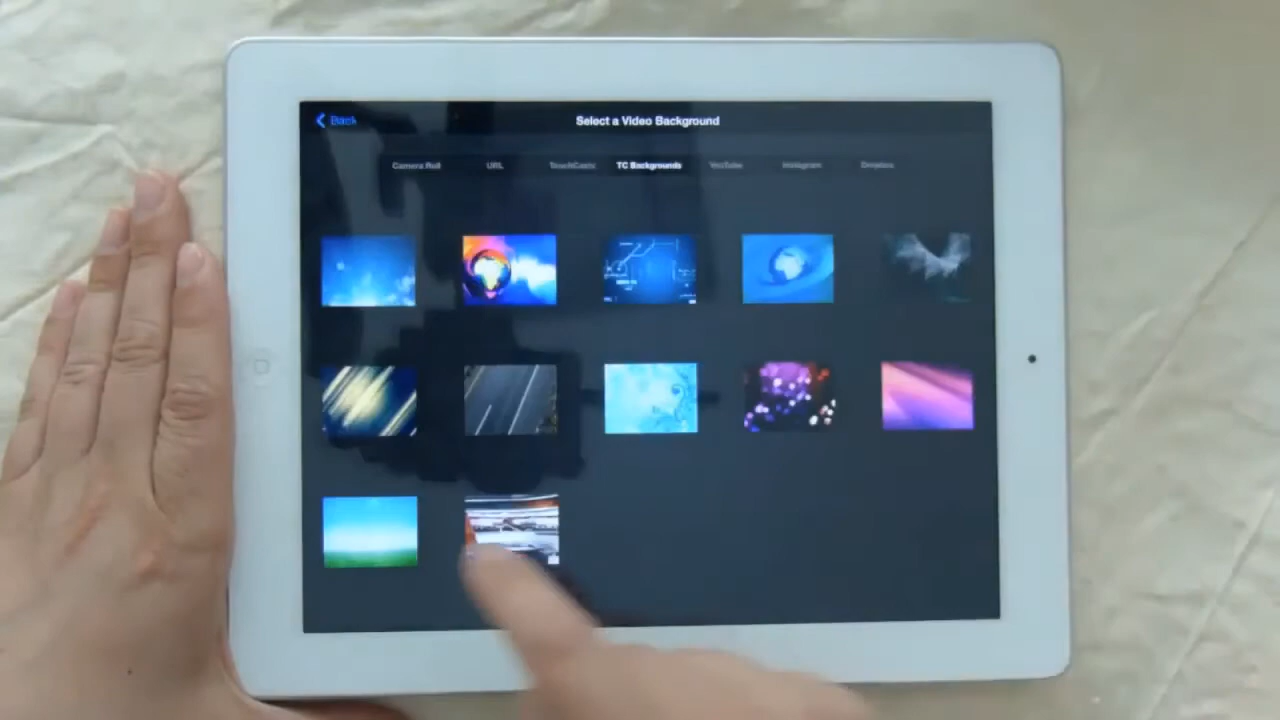 Back
Select a Video Background
Camera Roll URL TouchCasts TC Backgrounds YouTube Instagram Dropbox